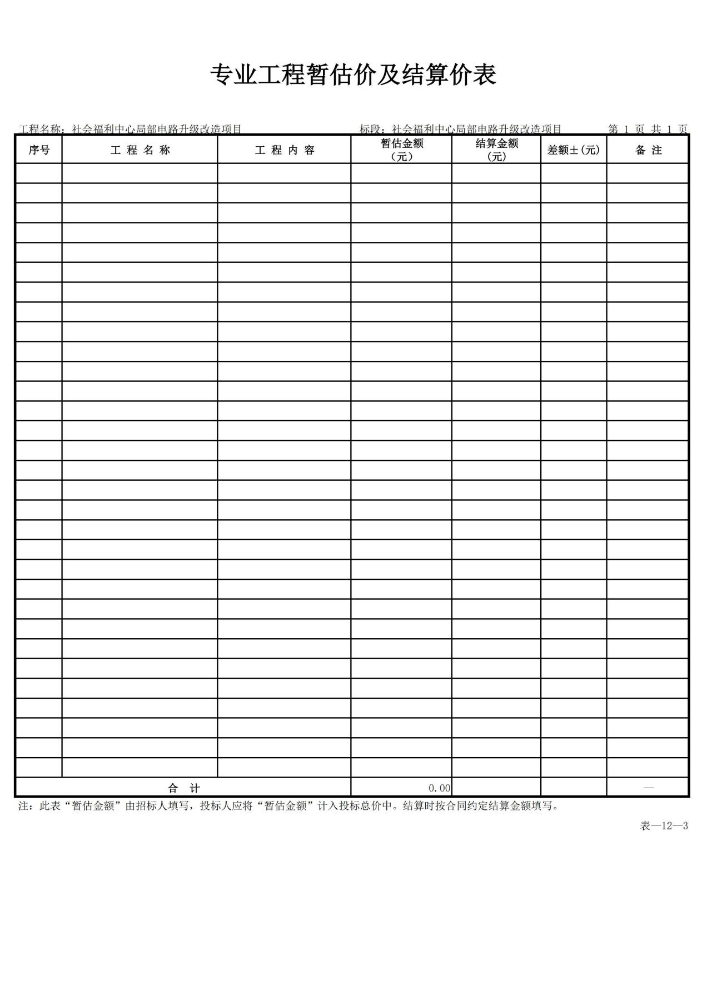 专业工程暂估价及结算价表
工程名称：社会福利中心局部电路升级改造项目 标段：社会福利中心局部电路升级改造项目 第 1 页 共 1 页
序号 工 程 名 称 工 程 内 容 暂估金额（元） 结算金额(元) 差额±(元) 备 注
合 计 0.00 —
注：此表“暂估金额”由招标人填写，投标人应将“暂估金额”计入投标总价中。结算时按合同约定结算金额填写。
表—12—3